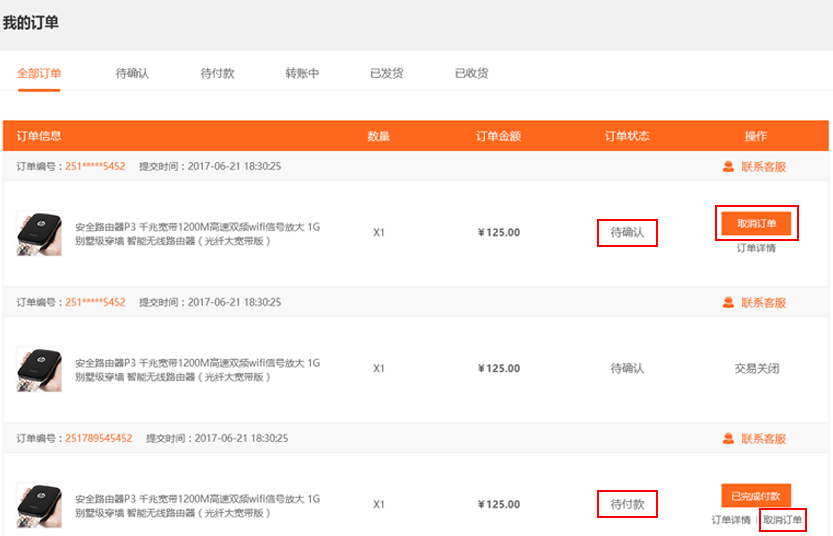 我的订单
全部订单 待确认 待付款 转账中 已发货 已收货
订单信息 数量 订单金额 订单状态 操作
订单编号：251*****5452 提交时间：2017-06-21 18:30:25 联系客服
安全路由器P3 千兆宽带1200M高速双频wifi信号放大 1G
别墅级穿墙 智能无线路由器（光纤大宽带版）
X1 ¥125.00 待确认 取消订单
订单详情
订单编号：251*****5452 提交时间：2017-06-21 18:30:25 联系客服
安全路由器P3 千兆宽带1200M高速双频wifi信号放大 1G
别墅级穿墙 智能无线路由器（光纤大宽带版）
X1 ¥125.00 待确认 交易关闭
订单编号：251789545452 提交时间：2017-06-21 18:30:25 联系客服
安全路由器P3 千兆宽带1200M高速双频wifi信号放大 1G
别墅级穿墙 智能无线路由器（光纤大宽带版）
X1 ¥125.00 待付款 已完成付款
订单详情 | 取消订单